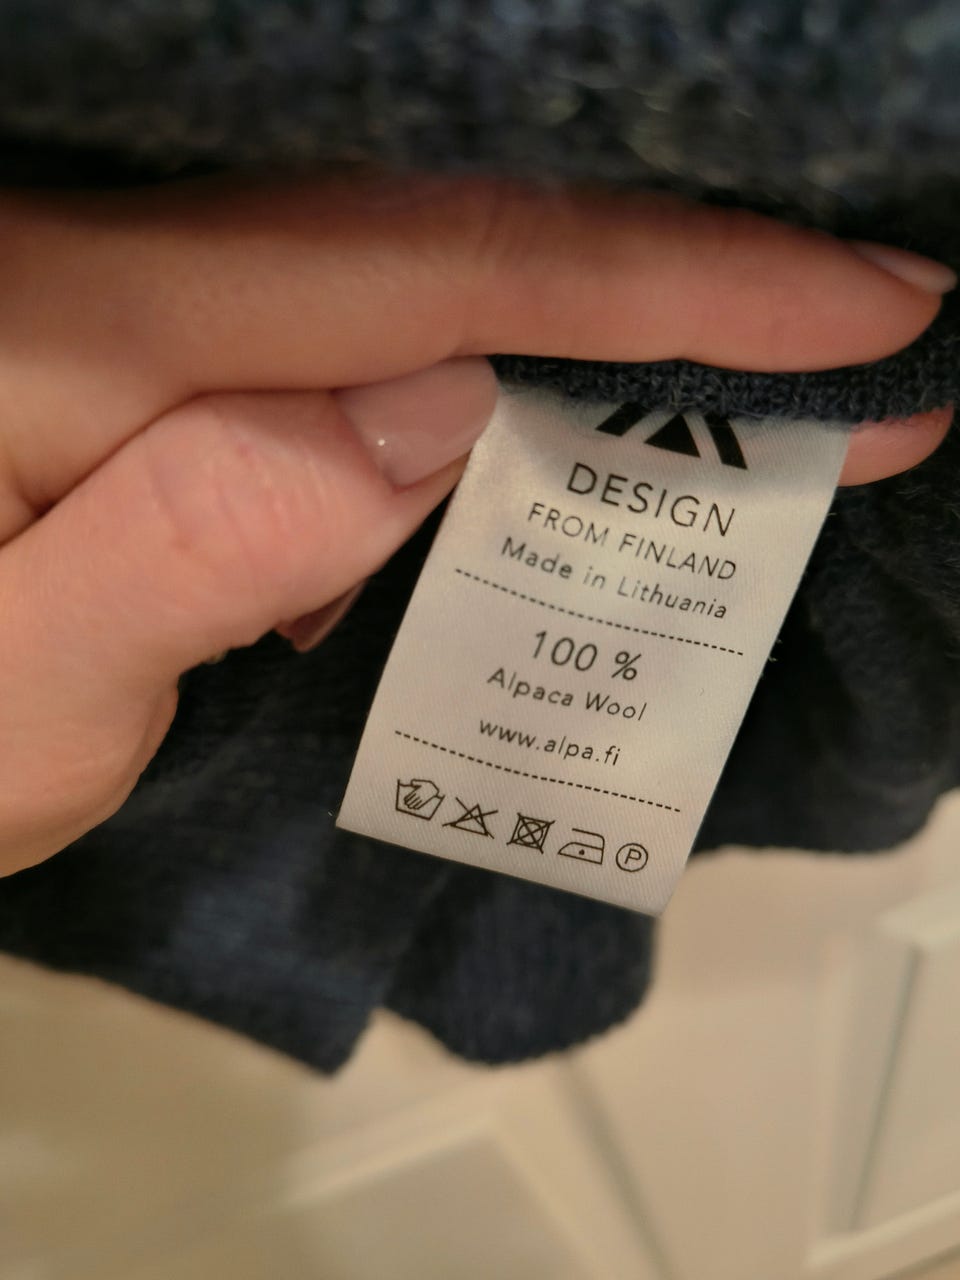 DESIGN
FROM FINLAND
Made in Lithuania
100 %
Alpaca Wool
www.alpa.fi
P